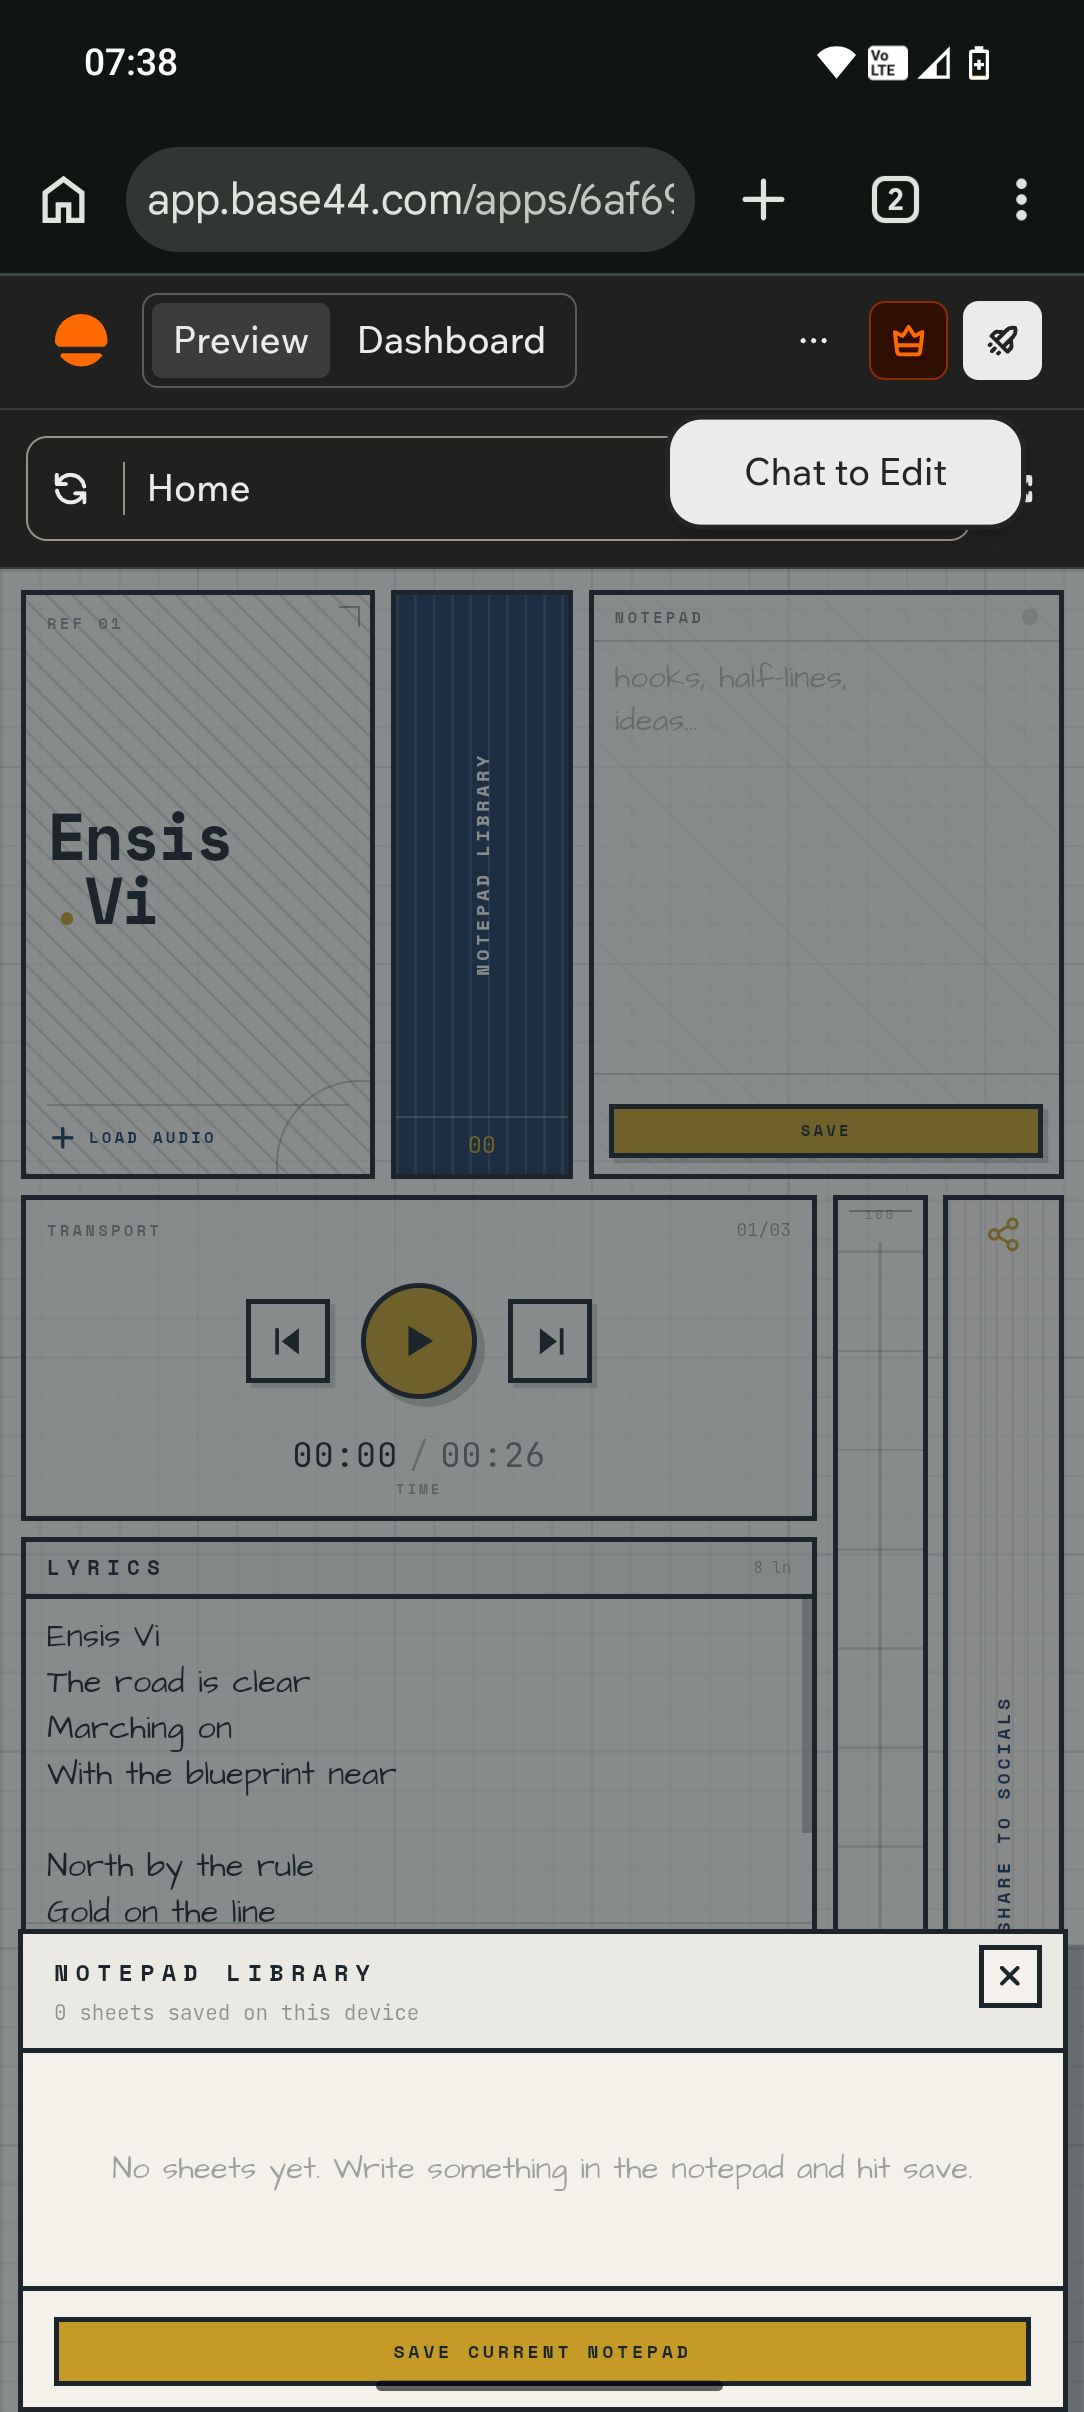 07:38
Vo
LTE
app.base44.com/apps/6af69
2
Preview
Dashboard
...
Home
Chat to Edit
REF 01
Ensis
.Vi
LOAD AUDIO
NOTEPAD LIBRARY
00
NOTEPAD
hooks, half-lines,
ideas...
SAVE
TRANSPORT
01/03
00:00 / 00:26
TIME
100
SHARE TO SOCIALS
LYRICS
8 ln
Ensis Vi
The road is clear
Marching on
With the blueprint near
North by the rule
Gold on the line
NOTEPAD LIBRARY
0 sheets saved on this device
No sheets yet. Write something in the notepad and hit save.
SAVE CURRENT NOTEPAD